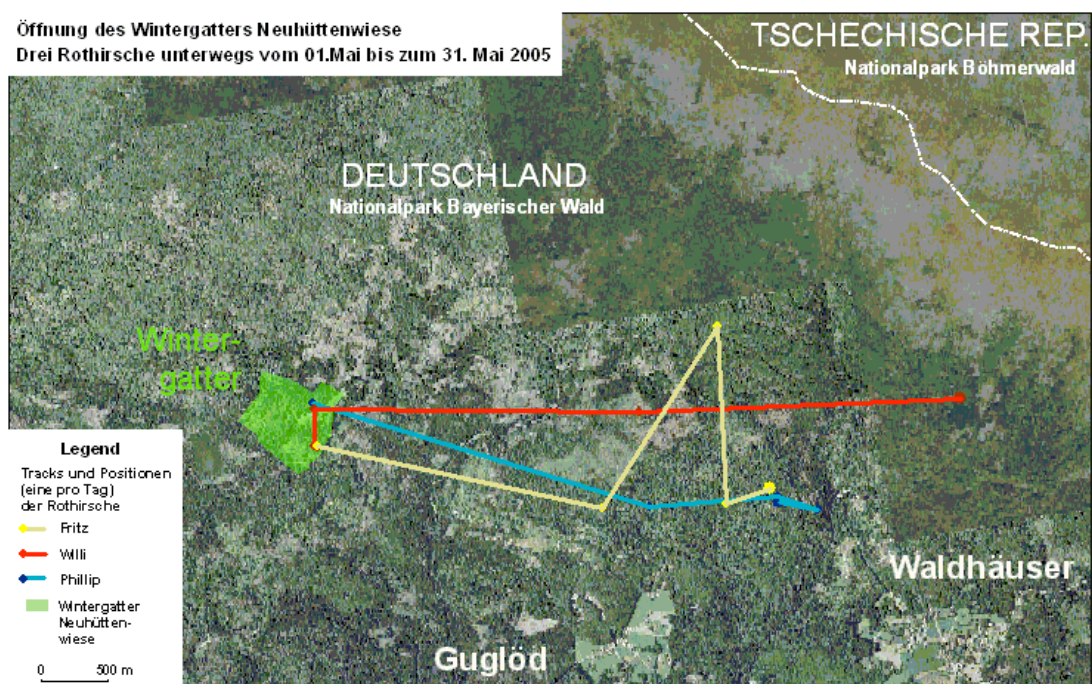 Öffnung des Wintergatters Neuhüttenwiese
Drei Rothirsche unterwegs vom 01.Mai bis zum 31. Mai 2005
TSCHECHISCHE REP
Nationalpark Böhmerwald
DEUTSCHLAND
Nationalpark Bayerischer Wald
Winter-
gatter
Legend
Tracks und Positionen
(eine pro Tag)
der Rothirsche
Fritz
Willi
Phillip
Wintergatter
Neuhütten-
wiese
0 500 m
Waldhäuser
Guglöd